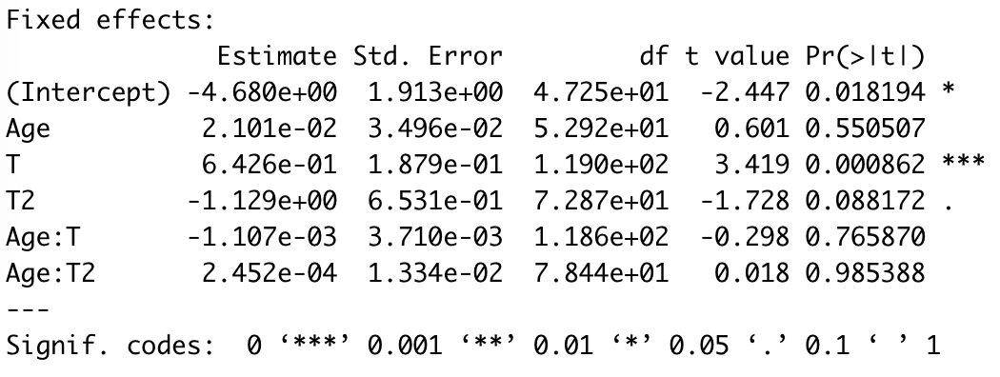 Fixed effects:
Estimate Std. Error df t value Pr(>|t|)
(Intercept) -4.680e+00 1.913e+00 4.725e+01 -2.447 0.018194 *
Age 2.101e-02 3.496e-02 5.292e+01 0.601 0.550507
T 6.426e-01 1.879e-01 1.190e+02 3.419 0.000862 ***
T2 -1.129e+00 6.531e-01 7.287e+01 -1.728 0.088172 .
Age:T -1.107e-03 3.710e-03 1.186e+02 -0.298 0.765870
Age:T2 2.452e-04 1.334e-02 7.844e+01 0.018 0.985388
---
Signif. codes: 0 ‘***’ 0.001 ‘**’ 0.01 ‘*’ 0.05 ‘.’ 0.1 ‘ ’ 1